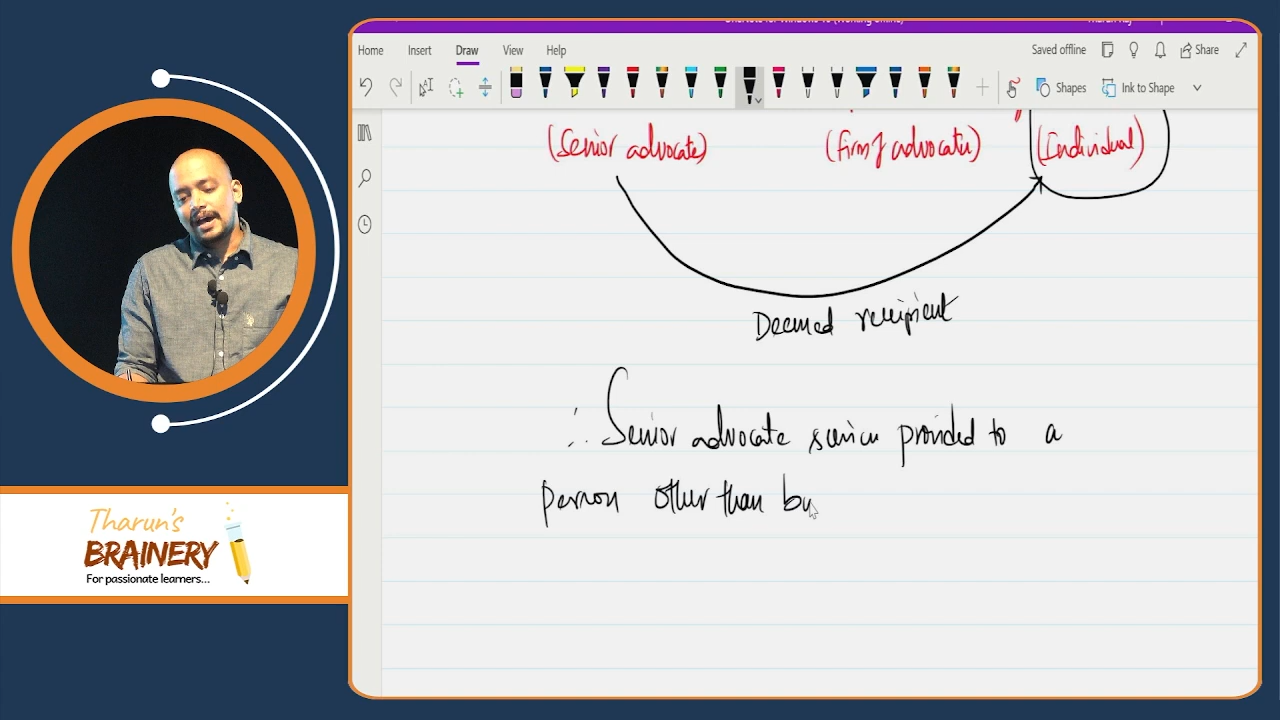 Home Insert Draw View Help Saved offline Share
Shapes Ink to Shape
(Senior advocate) (firm of advocates) (Individual)
Deemed recipient
∴ Senior advocate service provided to a
person other than bu
Tharun's
BRAINERY
For passionate learners...